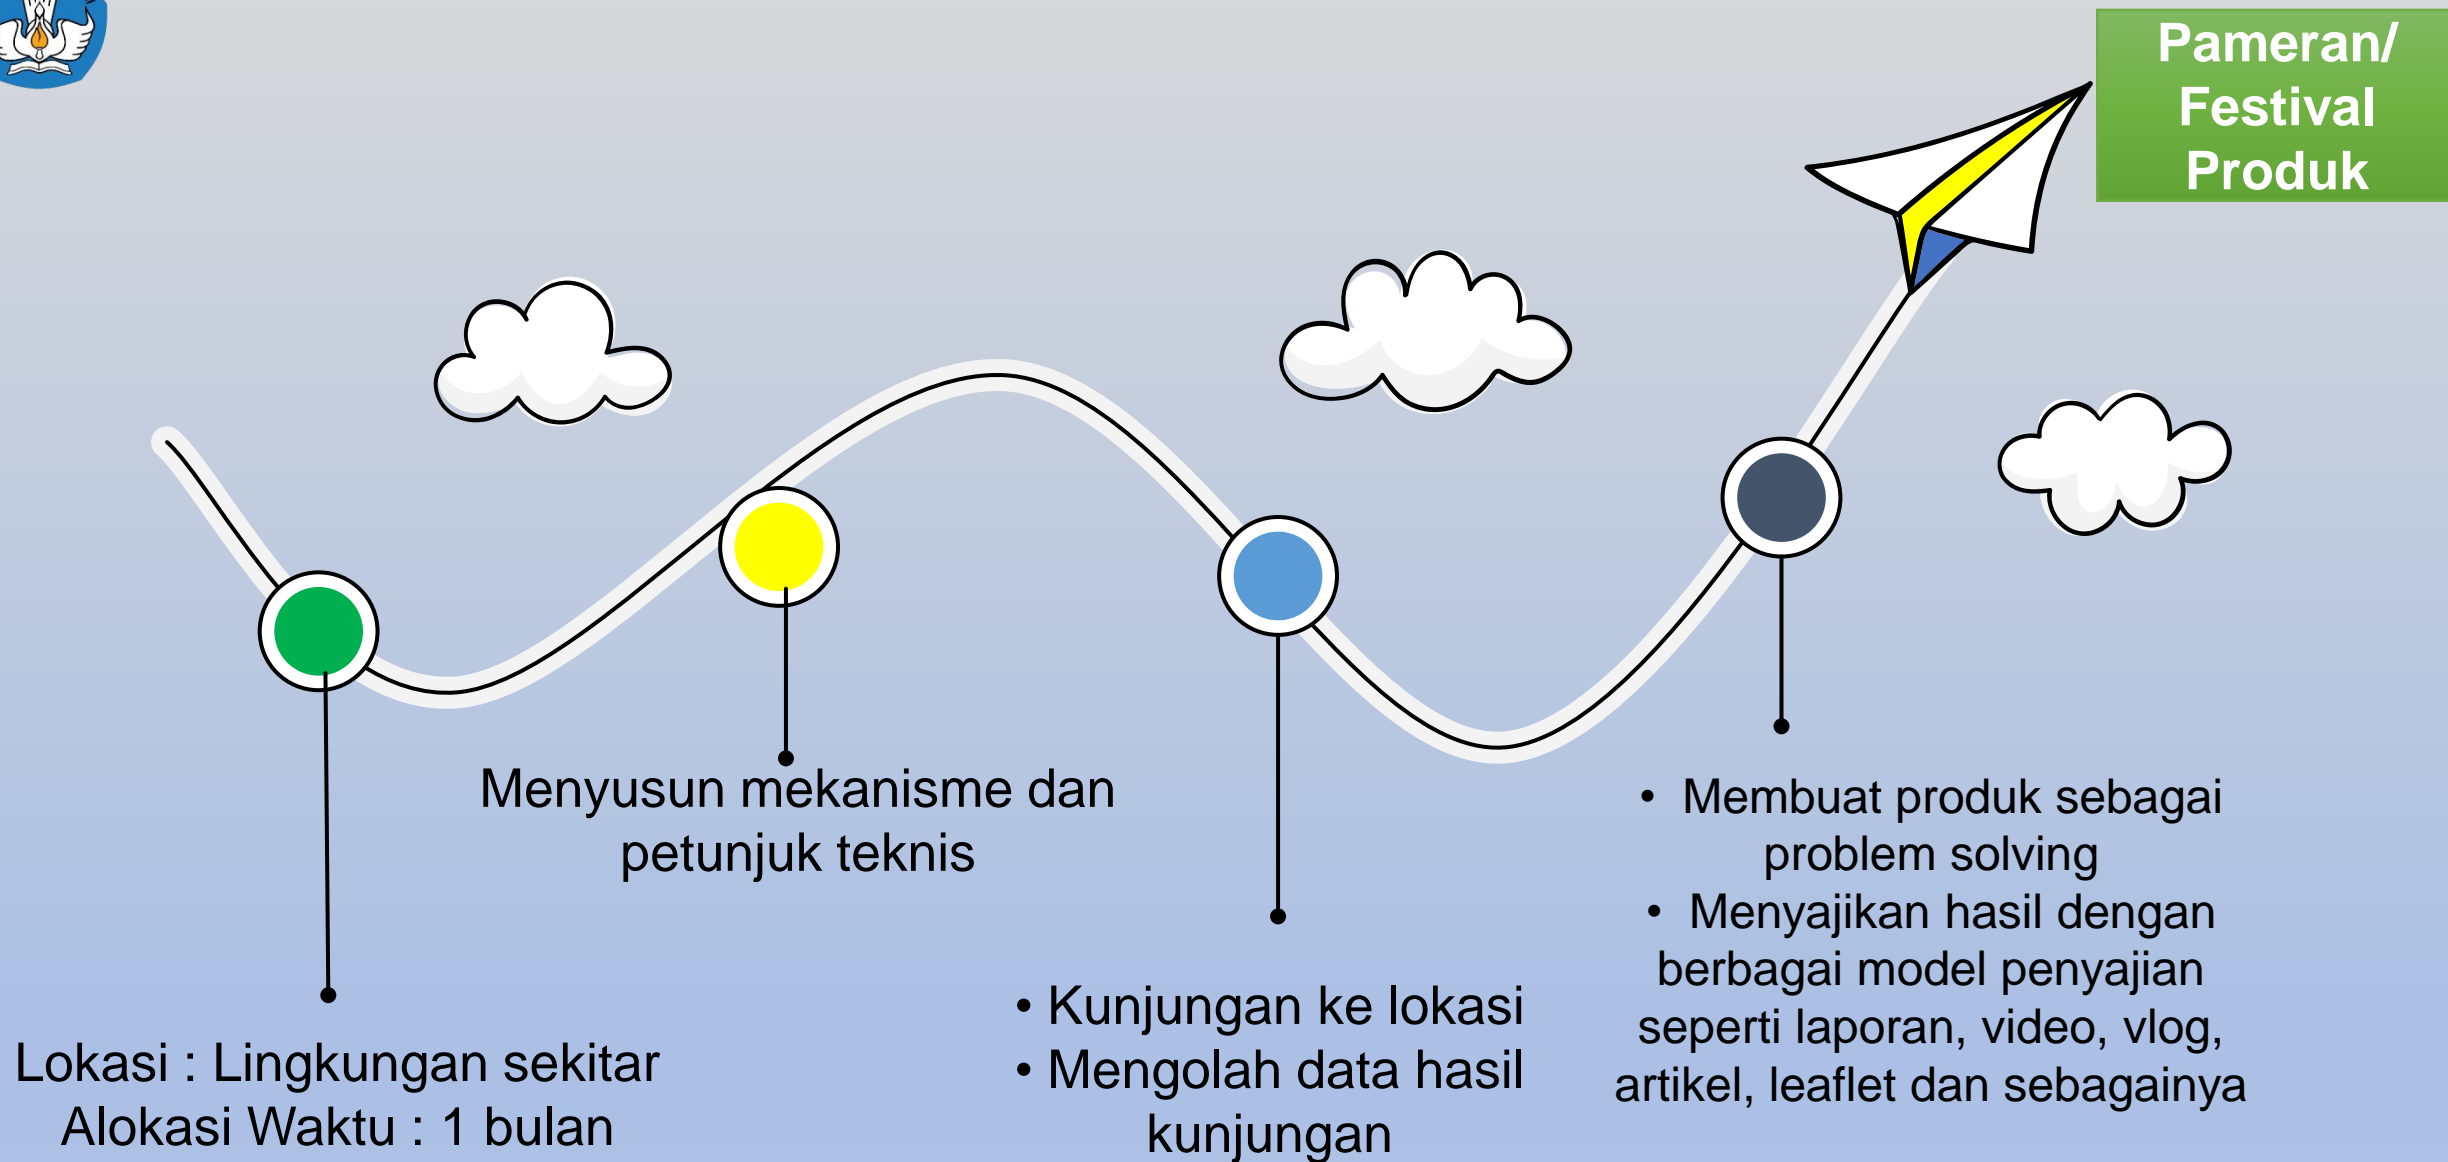 Pameran/
Festival
Produk
Lokasi : Lingkungan sekitar
Alokasi Waktu : 1 bulan
Menyusun mekanisme dan
petunjuk teknis
• Kunjungan ke lokasi
• Mengolah data hasil
kunjungan
• Membuat produk sebagai
problem solving
• Menyajikan hasil dengan
berbagai model penyajian
seperti laporan, video, vlog,
artikel, leaflet dan sebagainya